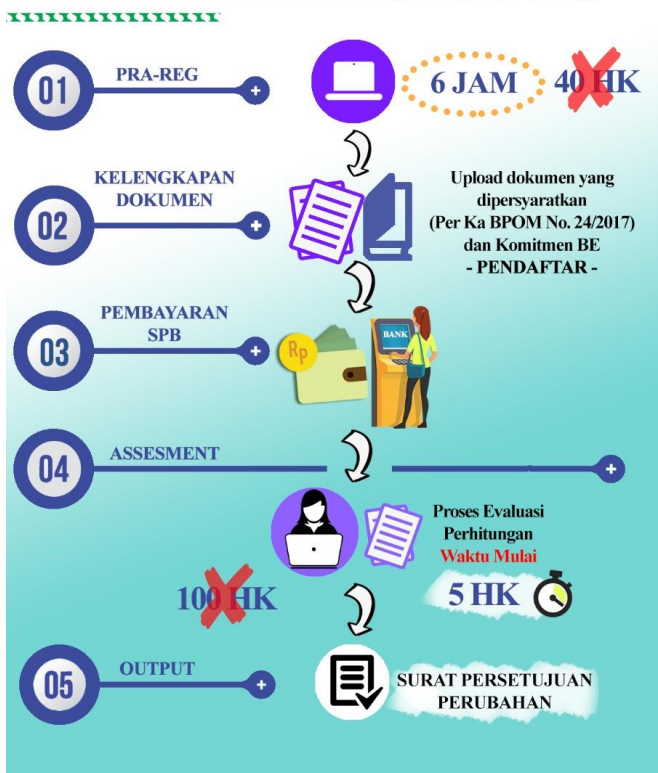 01
PRA-REG
6 JAM
40 HK
02
KELENGKAPAN
DOKUMEN
Upload dokumen yang
dipersyaratkan
(Per Ka BPOM No. 24/2017)
dan Komitmen BE
- PENDAFTAR -
03
PEMBAYARAN
SPB
Rp
BANK
04
ASSESMENT
Proses Evaluasi
Perhitungan
Waktu Mulai
100 HK
5 HK
05
OUTPUT
SURAT PERSETUJUAN
PERUBAHAN